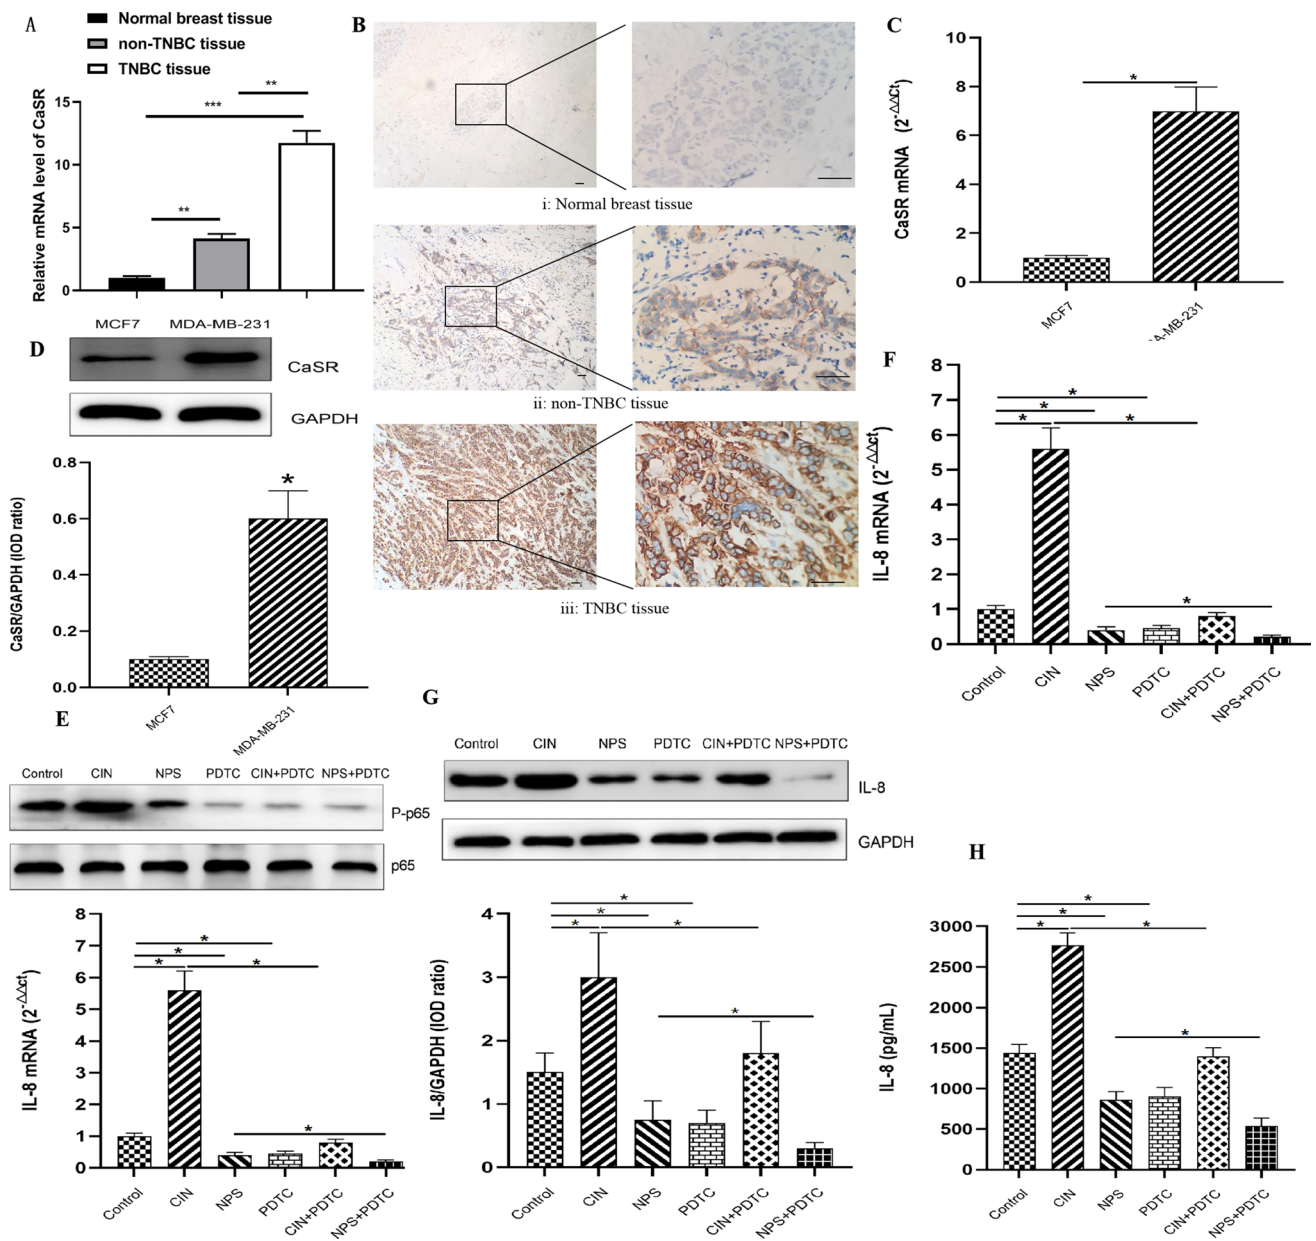 A
Normal breast tissue
non-TNBC tissue
TNBC tissue
Relative mRNA level of CaSR
15
10
5
0
**
***
**
B
i: Normal breast tissue
ii: non-TNBC tissue
iii: TNBC tissue
C
CaSR mRNA (2-ΔΔct)
10
8
6
4
2
0
*
MCF7
A-MB-231
D
MCF7 MDA-MB-231
CaSR
GAPDH
CaSR/GAPDH (IOD ratio)
0.8
0.6
0.4
0.2
0.0
*
MCF7
MDA-MB-231
F
IL-8 mRNA (2-ΔΔct)
8
7
6
5
4
3
2
1
0
*
*
*
*
*
Control
CIN
NPS
PDTC
CIN+PDTC
NPS+PDTC
E
Control CIN NPS PDTC CIN+PDTC NPS+PDTC
P-p65
p65
IL-8 mRNA (2-ΔΔct)
8
7
6
5
4
3
2
1
0
*
*
*
*
*
Control
CIN
NPS
PDTC
CIN+PDTC
NPS+PDTC
G
Control CIN NPS PDTC CIN+PDTC NPS+PDTC
IL-8
GAPDH
IL-8/GAPDH (IOD ratio)
4
3
2
1
0
*
*
*
*
*
Control
CIN
NPS
PDTC
CIN+PDTC
NPS+PDTC
H
IL-8 (pg/mL)
3000
2500
2000
1500
1000
500
0
*
*
*
*
*
Control
CIN
NPS
PDTC
CIN+PDTC
NPS+PDTC